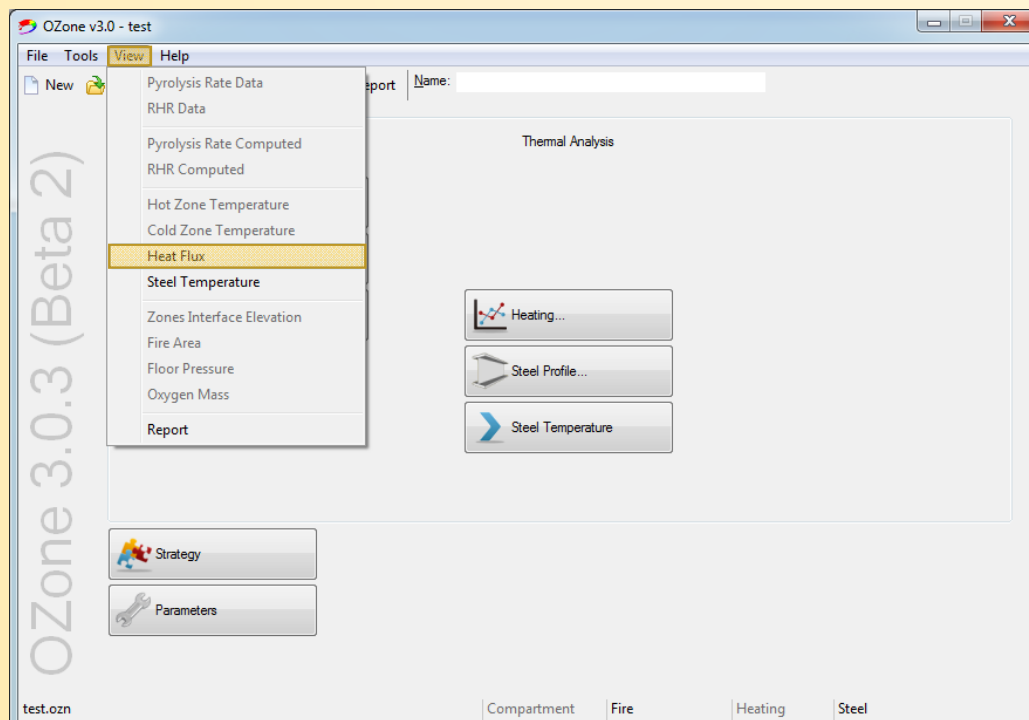 OZone v3.0 - test
File Tools View Help
New eport Name:
Pyrolysis Rate Data
RHR Data
Pyrolysis Rate Computed
RHR Computed
Hot Zone Temperature
Cold Zone Temperature
Heat Flux
Steel Temperature
Zones Interface Elevation
Fire Area
Floor Pressure
Oxygen Mass
Report
Thermal Analysis
Heating...
Steel Profile...
Steel Temperature
Strategy
Parameters
OZone 3.0.3 (Beta 2)
test.ozn Compartment Fire Heating Steel